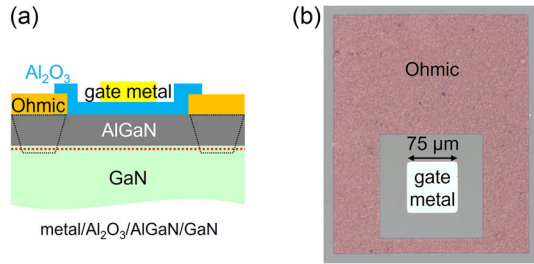 (a)
Al₂O₃
gate metal
Ohmic
AlGaN
GaN
metal/Al₂O₃/AlGaN/GaN
(b)
Ohmic
75 μm
gate
metal